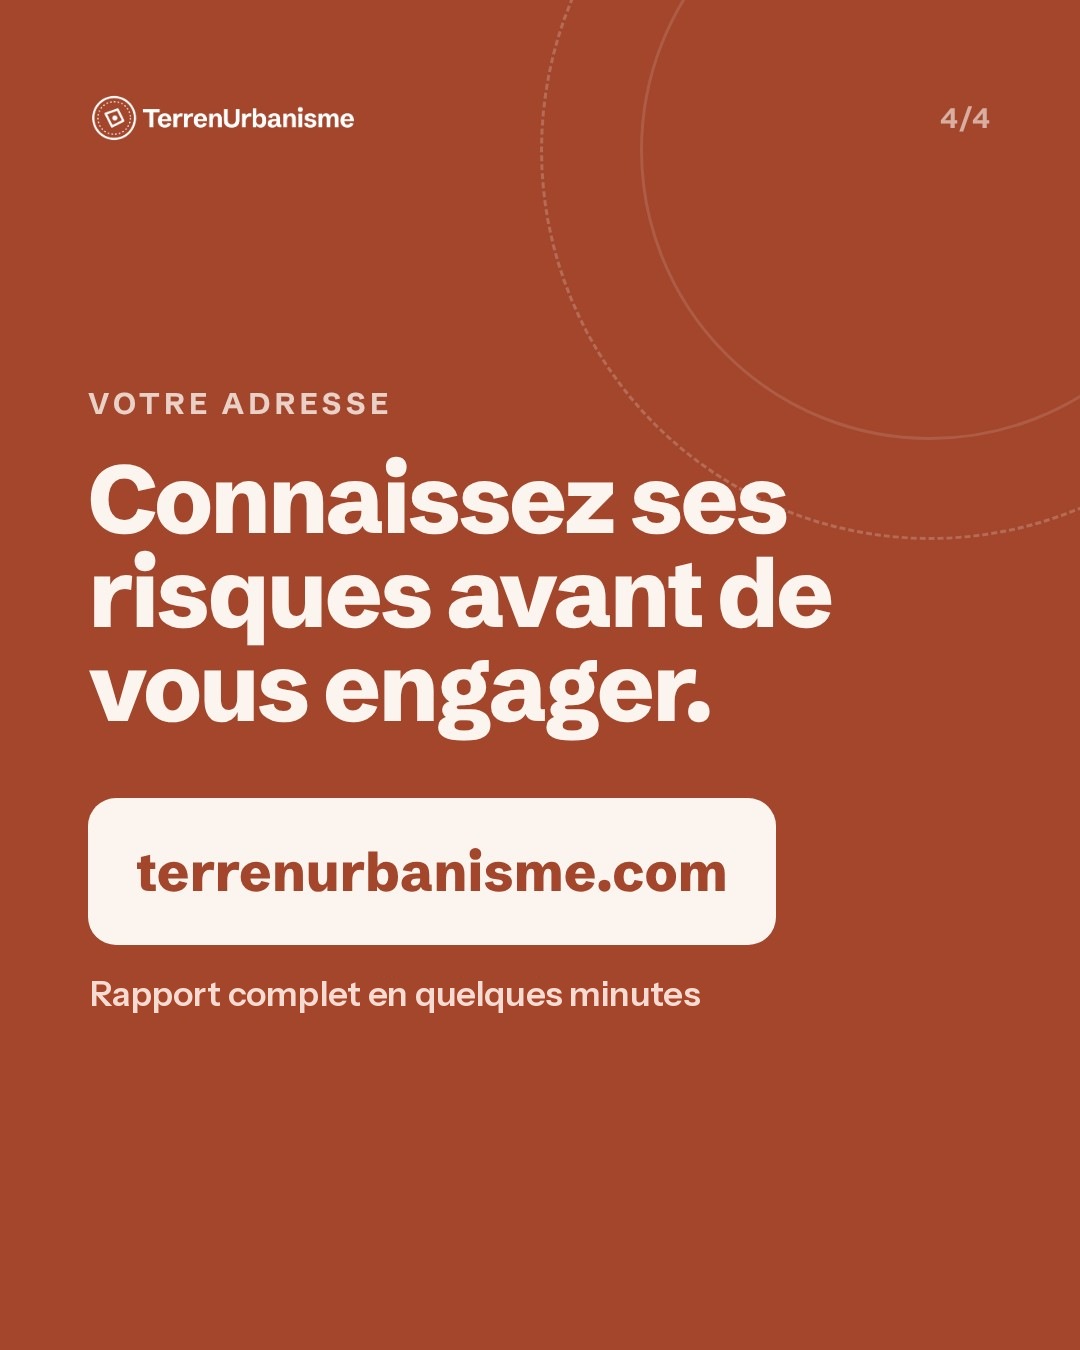 TerrenUrbanisme
4/4
VOTRE ADRESSE
Connaissez ses
risques avant de
vous engager.
terrenurbanisme.com
Rapport complet en quelques minutes